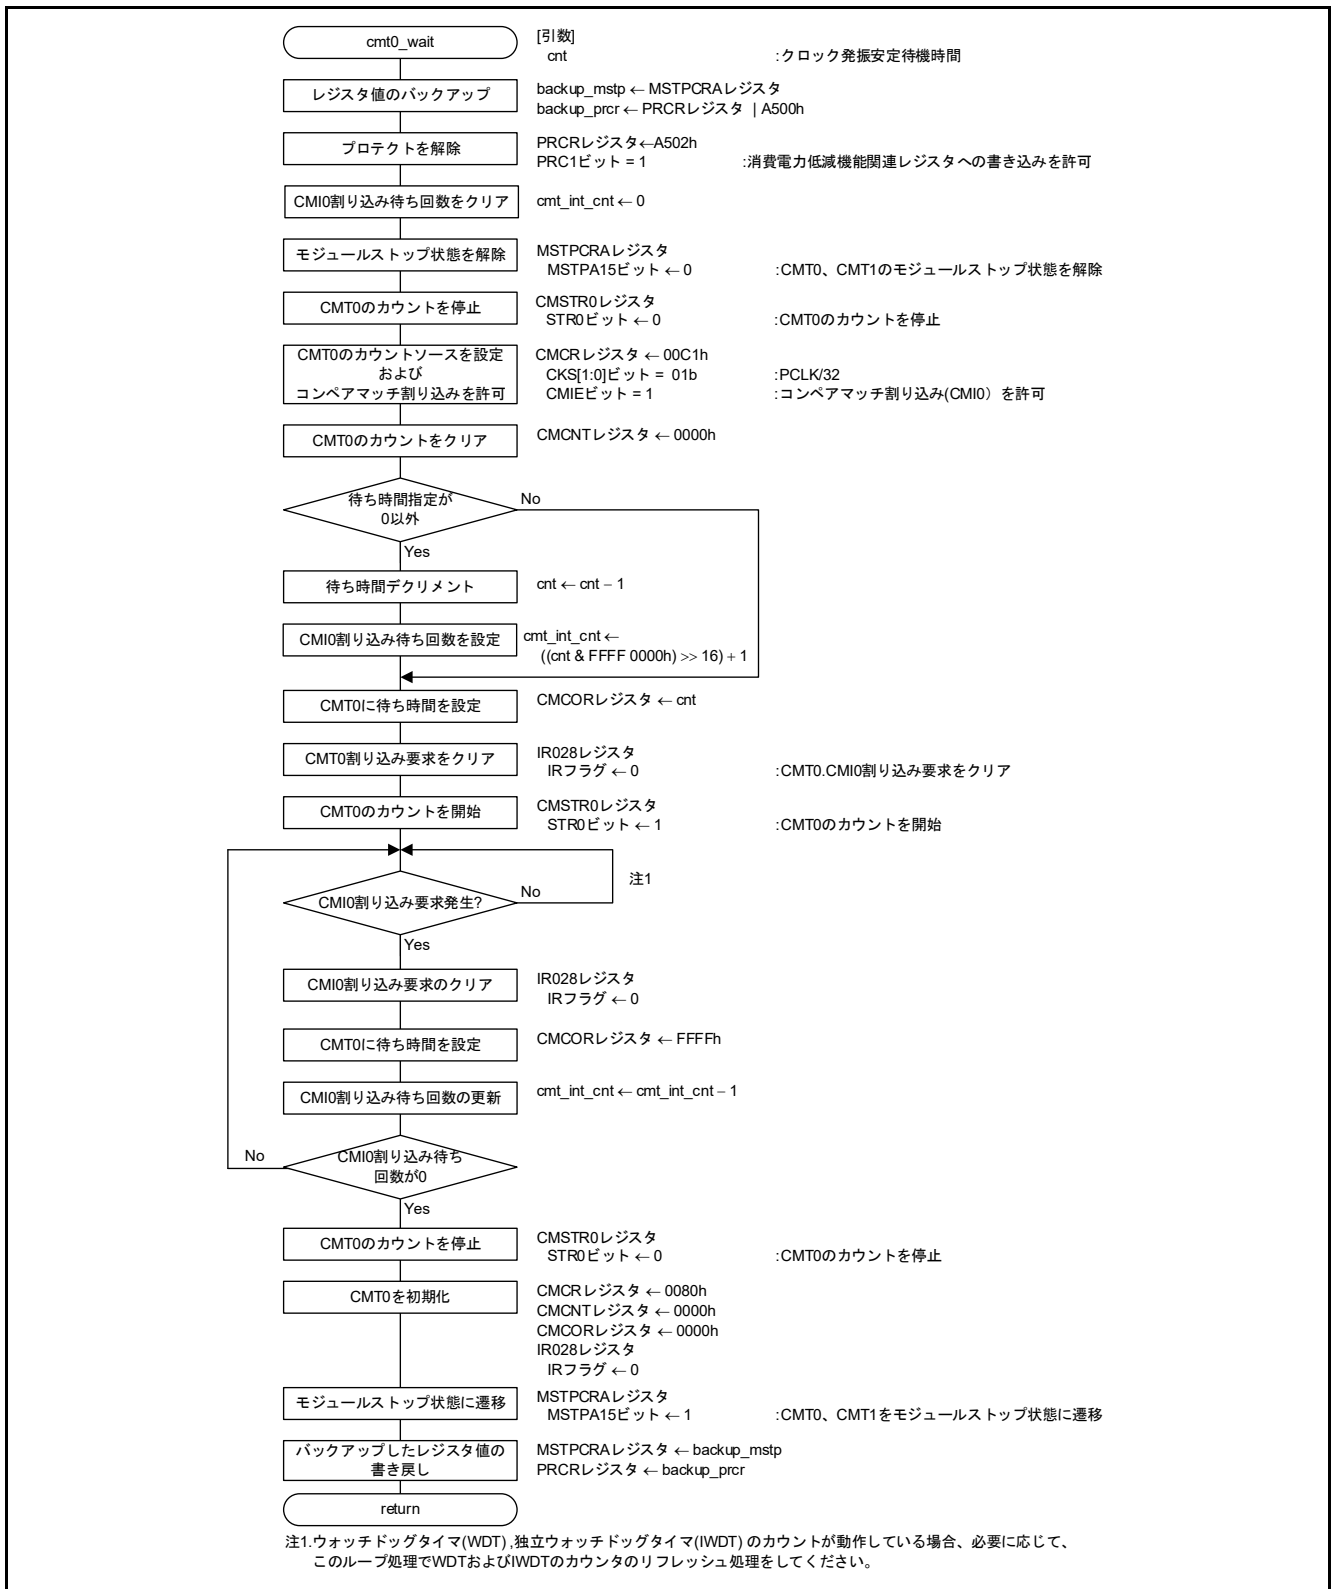 cmt0_wait
[引数]
cnt :クロック発振安定待機時間
レジスタ値のバックアップ
backup_mstp ← MSTPCRAレジスタ
backup_prcr ← PRCRレジスタ | A500h
プロテクトを解除
PRCRレジスタ←A502h
PRC1ビット = 1 :消費電力低減機能関連レジスタへの書き込みを許可
CMI0割り込み待ち回数をクリア
cmt_int_cnt ← 0
モジュールストップ状態を解除
MSTPCRAレジスタ
MSTPA15ビット ← 0 :CMT0、CMT1のモジュールストップ状態を解除
CMT0のカウントを停止
CMSTR0レジスタ
STR0ビット ← 0 :CMT0のカウントを停止
CMT0のカウントソースを設定
および
コンペアマッチ割り込みを許可
CMCRレジスタ ← 00C1h
CKS[1:0]ビット = 01b :PCLK/32
CMIEビット = 1 :コンペアマッチ割り込み(CMI0）を許可
CMT0のカウントをクリア
CMCNTレジスタ ← 0000h
待ち時間指定が
0以外
No
Yes
待ち時間デクリメント
cnt ← cnt − 1
CMI0割り込み待ち回数を設定
cmt_int_cnt ←
((cnt & FFFF 0000h) >> 16) + 1
CMT0に待ち時間を設定
CMCORレジスタ ← cnt
CMT0割り込み要求をクリア
IR028レジスタ
IRフラグ ← 0 :CMT0.CMI0割り込み要求をクリア
CMT0のカウントを開始
CMSTR0レジスタ
STR0ビット ← 1 :CMT0のカウントを開始
注1
CMI0割り込み要求発生?
No
Yes
CMI0割り込み要求のクリア
IR028レジスタ
IRフラグ ← 0
CMT0に待ち時間を設定
CMCORレジスタ ← FFFFh
CMI0割り込み待ち回数の更新
cmt_int_cnt ← cmt_int_cnt − 1
No
CMI0割り込み待ち
回数が0
Yes
CMT0のカウントを停止
CMSTR0レジスタ
STR0ビット ← 0 :CMT0のカウントを停止
CMT0を初期化
CMCRレジスタ ← 0080h
CMCNTレジスタ ← 0000h
CMCORレジスタ ← 0000h
IR028レジスタ
IRフラグ ← 0
モジュールストップ状態に遷移
MSTPCRAレジスタ
MSTPA15ビット ← 1 :CMT0、CMT1をモジュールストップ状態に遷移
バックアップしたレジスタ値の
書き戻し
MSTPCRAレジスタ ← backup_mstp
PRCRレジスタ ← backup_prcr
return
注1.ウォッチドッグタイマ(WDT) ,独立ウォッチドッグタイマ(IWDT) のカウントが動作している場合、必要に応じて、
このループ処理でWDTおよびIWDTのカウンタのリフレッシュ処理をしてください。